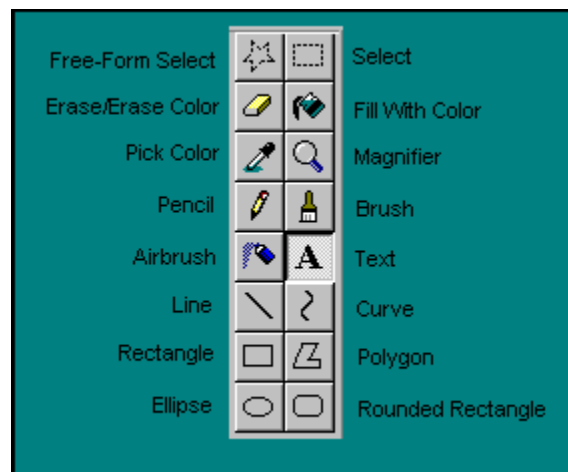 Free-Form Select Select
Erase/Erase Color Fill With Color
Pick Color Magnifier
Pencil Brush
Airbrush A Text
Line Curve
Rectangle Polygon
Ellipse Rounded Rectangle